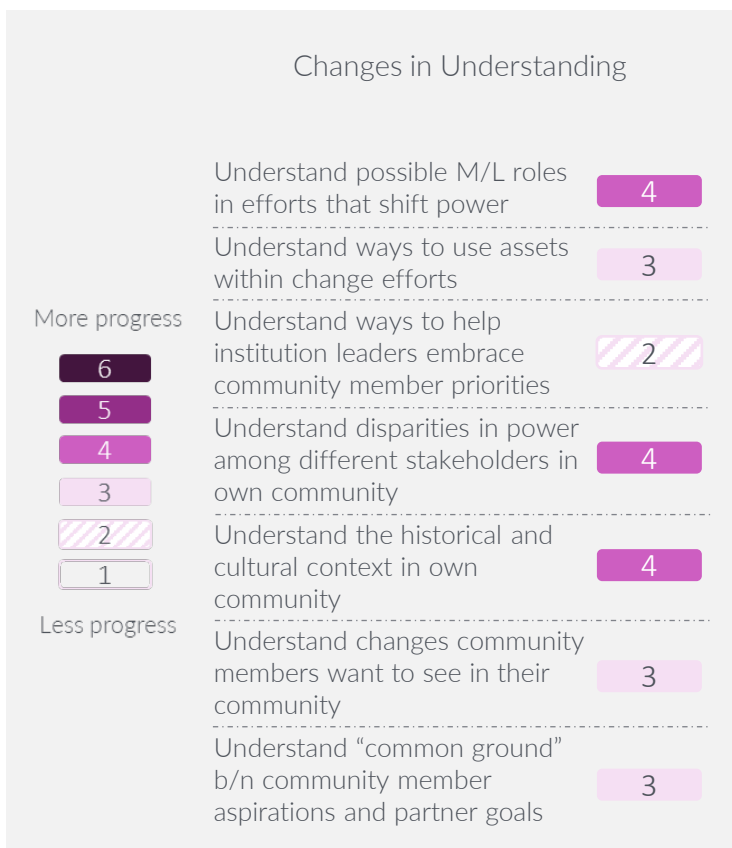 Changes in Understanding
Understand possible M/L roles
in efforts that shift power
4
Understand ways to use assets
within change efforts
3
Understand ways to help
institution leaders embrace
community member priorities
2
Understand disparities in power
among different stakeholders in
own community
4
Understand the historical and
cultural context in own
community
4
Understand changes community
members want to see in their
community
3
Understand “common ground”
b/n community member
aspirations and partner goals
3
More progress
6
5
4
3
2
1
Less progress